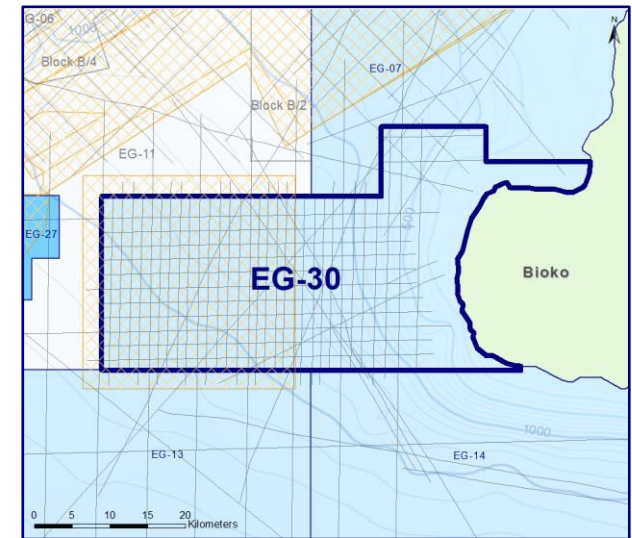 G-06
1000
N
Block B/4
EG-07
Block B/2
EG-11
500
EG-27
EG-30
Bioko
1000
EG-13
EG-14
0 5 10 15 20
Kilometers